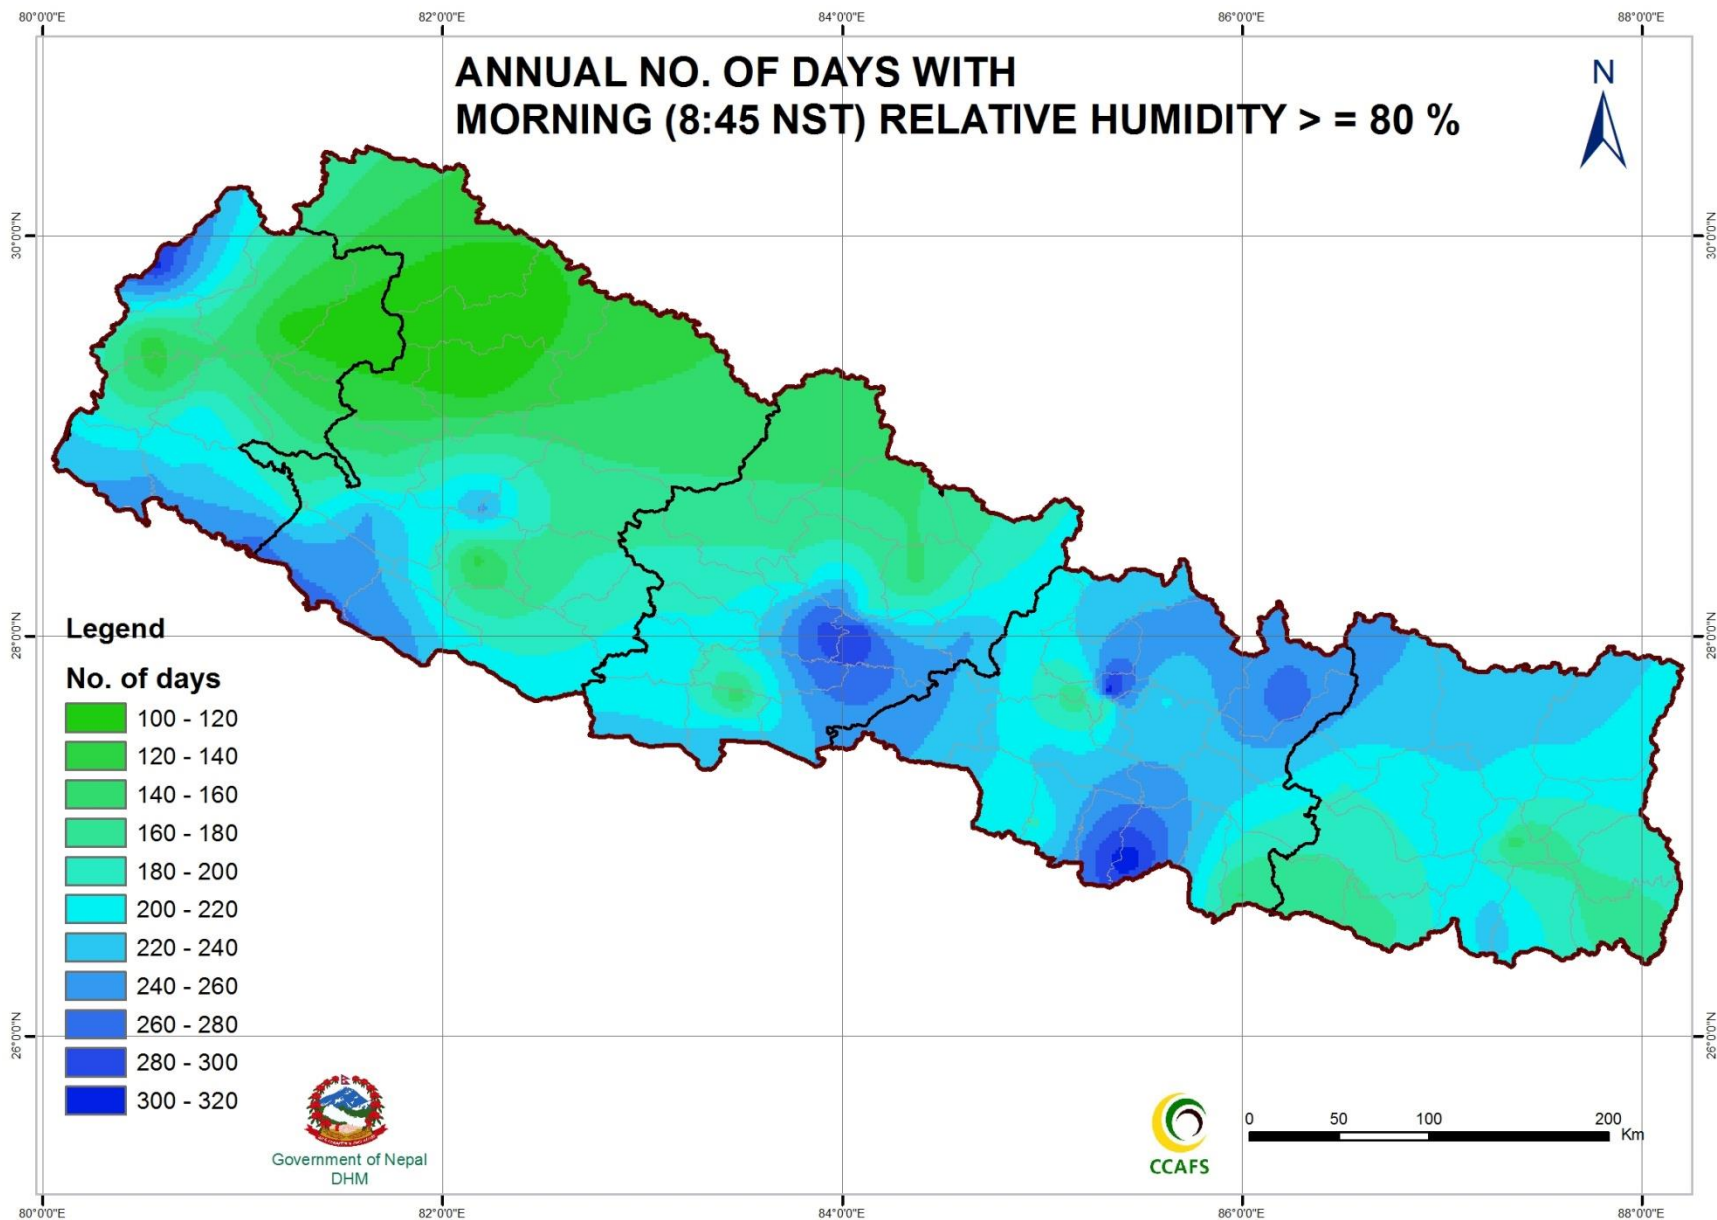 80°0'0"E 82°0'0"E 84°0'0"E 86°0'0"E 88°0'0"E
ANNUAL NO. OF DAYS WITH
MORNING (8:45 NST) RELATIVE HUMIDITY > = 80 %
N
30°0'0"N 30°0'0"N
28°0'0"N 28°0'0"N
Legend
No. of days
100 - 120
120 - 140
140 - 160
160 - 180
180 - 200
200 - 220
220 - 240
240 - 260
260 - 280
280 - 300
300 - 320
26°0'0"N 26°0'0"N
Government of Nepal
DHM
CCAFS
0 50 100 200
Km
80°0'0"E 82°0'0"E 84°0'0"E 86°0'0"E 88°0'0"E